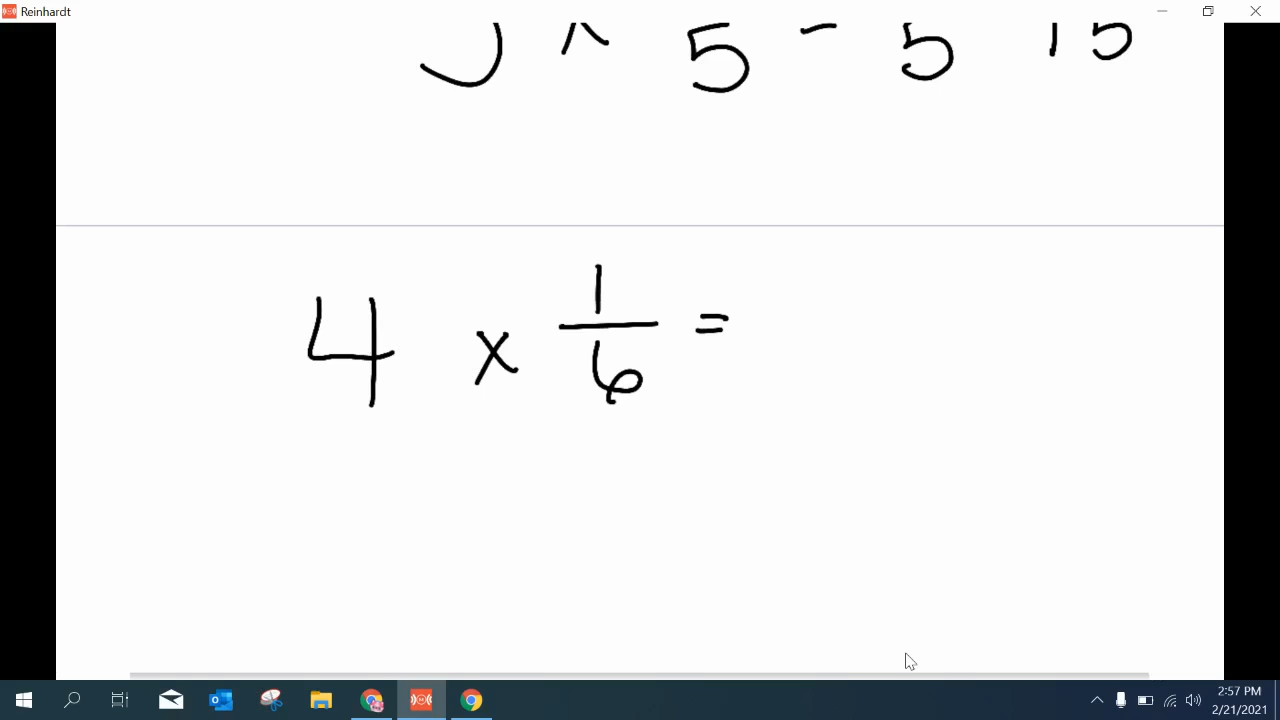 Reinhardt
5 - 5 15
4 x 1/6 =
2:57 PM
2/21/2021